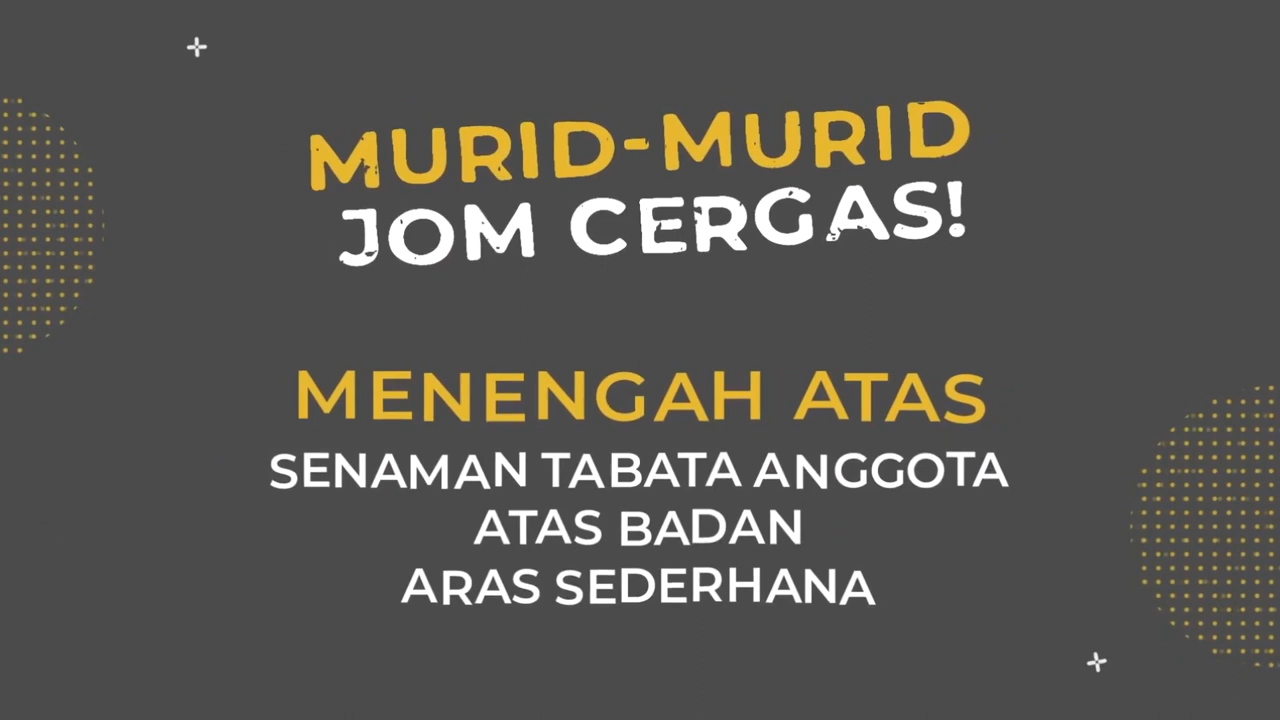 MURID-MURID
JOM CERGAS!
MENENGAH ATAS
SENAMAN TABATA ANGGOTA
ATAS BADAN
ARAS SEDERHANA